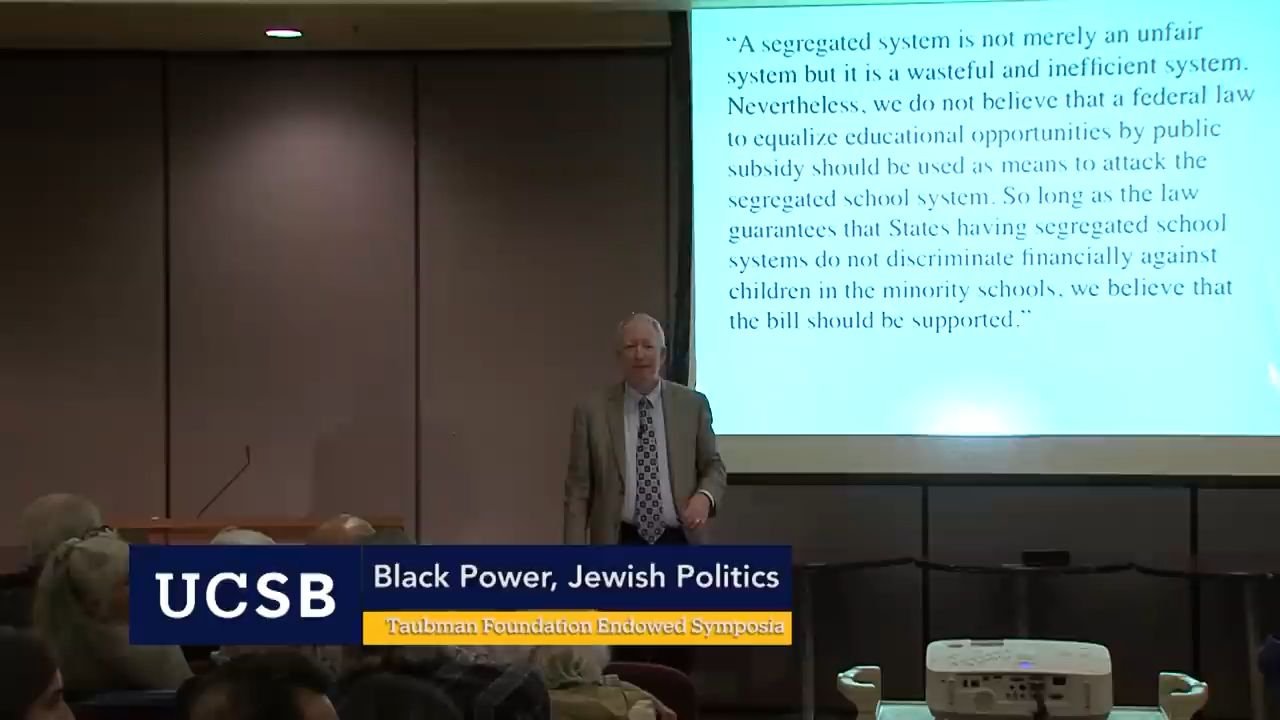 “A segregated system is not merely an unfair
system but it is a wasteful and inefficient system.
Nevertheless, we do not believe that a federal law
to equalize educational opportunities by public
subsidy should be used as means to attack the
segregated school system. So long as the law
guarantees that States having segregated school
systems do not discriminate financially against
children in the minority schools, we believe that
the bill should be supported.”
UCSB
Black Power, Jewish Politics
Taubman Foundation Endowed Symposia